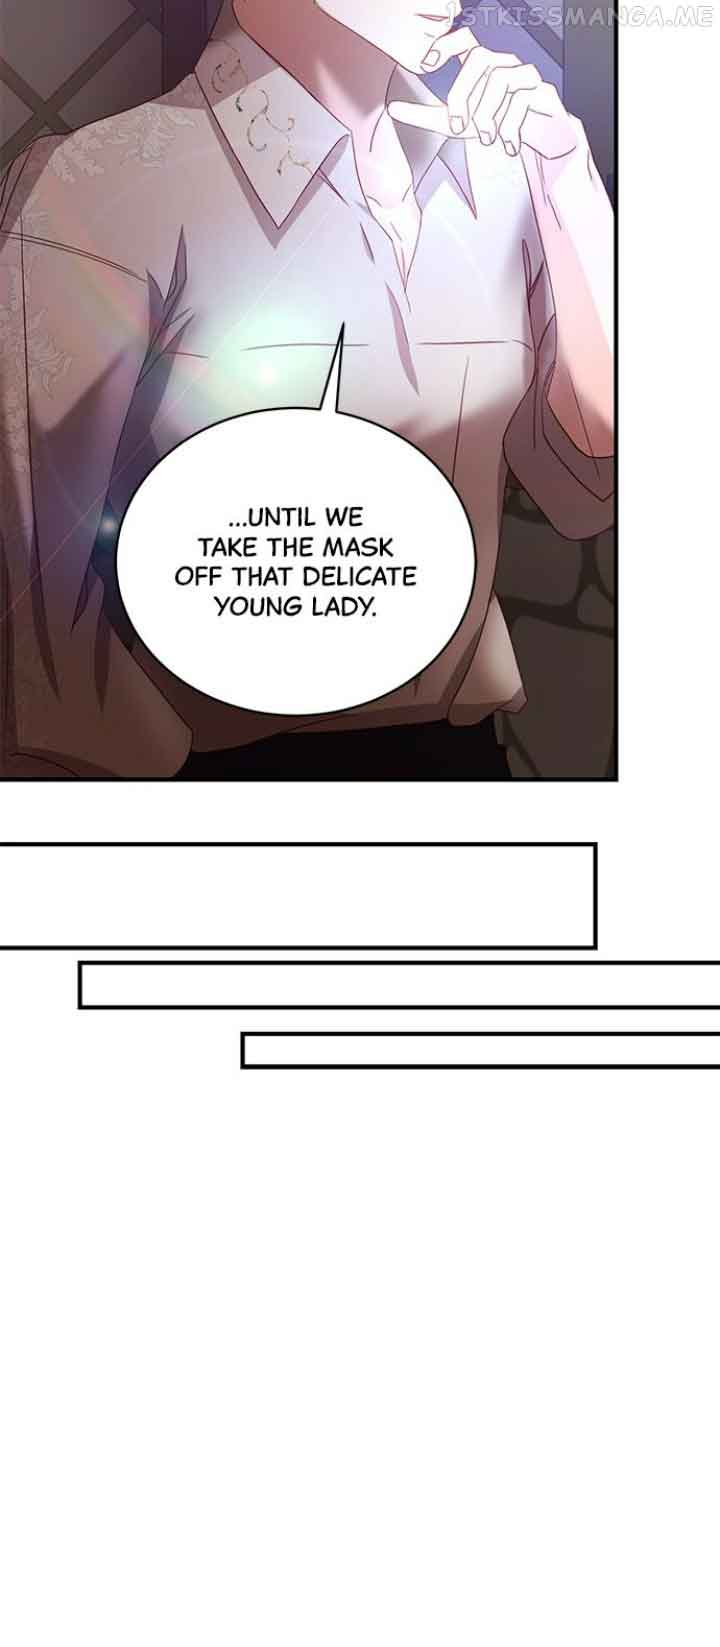 1STKISSMANGA.ME
...UNTIL WE
TAKE THE MASK
OFF THAT DELICATE
YOUNG LADY.